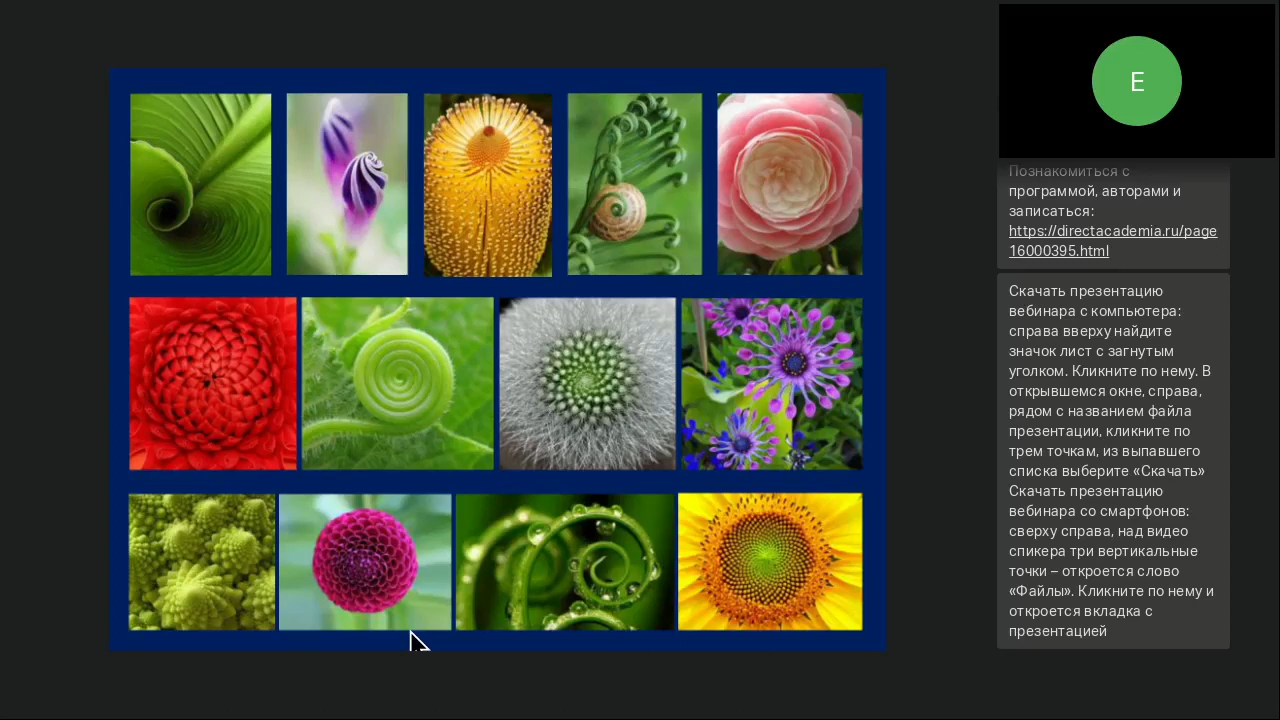 E
Познакомиться с
программой, авторами и
записаться:
https://directacademia.ru/page
16000395.html
Скачать презентацию
вебинара с компьютера:
справа вверху найдите
значок лист с загнутым
уголком. Кликните по нему. В
открывшемся окне, справа,
рядом с названием файла
презентации, кликните по
трем точкам, из выпавшего
списка выберите «Скачать»
Скачать презентацию
вебинара со смартфонов:
сверху справа, над видео
спикера три вертикальные
точки – откроется слово
«Файлы». Кликните по нему и
откроется вкладка с
презентацией